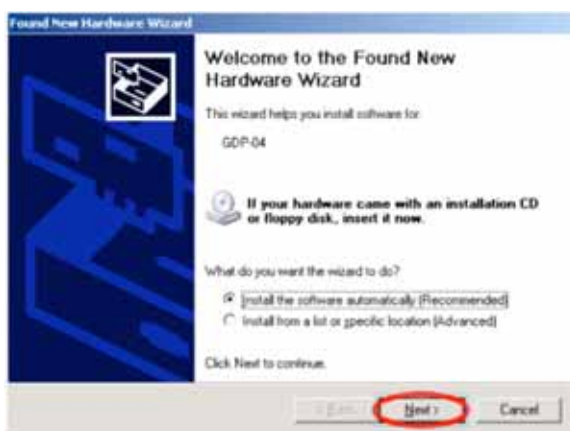 Found New Hardware Wizard
Welcome to the Found New
Hardware Wizard
This wizard helps you install software for:
GDP-04
If your hardware came with an installation CD
or floppy disk, insert it now.
What do you want the wizard to do?
Install the software automatically (Recommended)
Install from a list or specific location (Advanced)
Click Next to continue.
< Back
Next >
Cancel